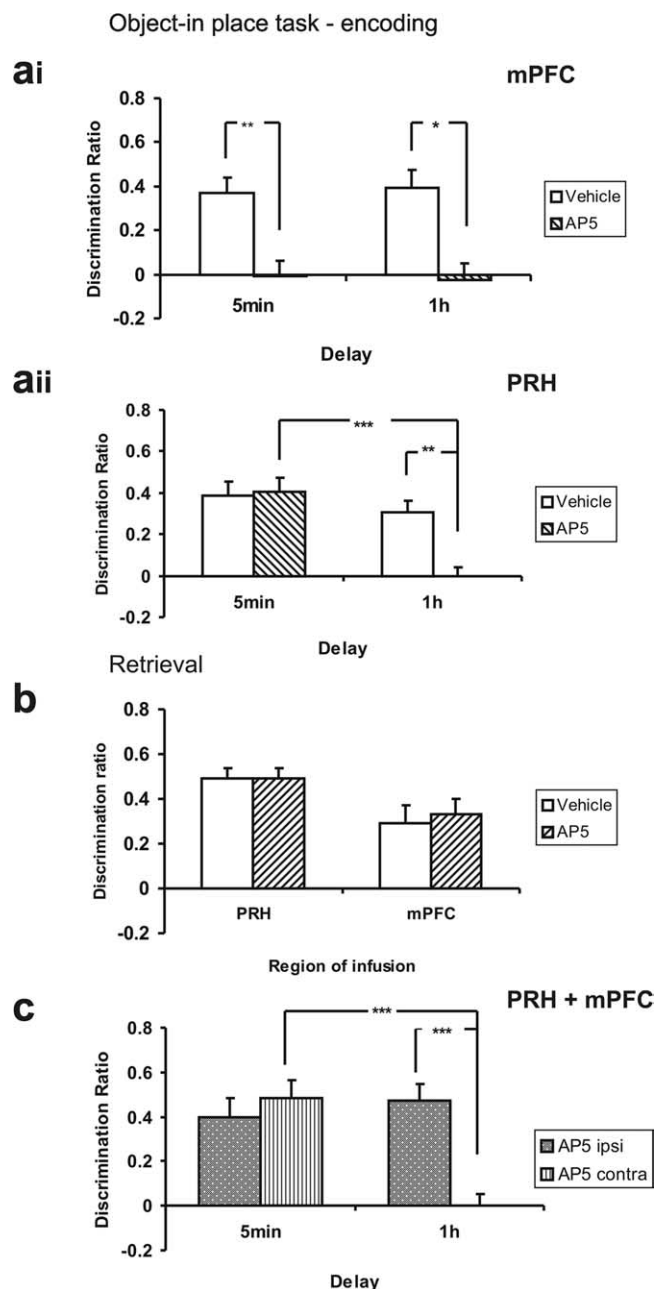 Object-in place task - encoding
ai
mPFC
Discrimination Ratio
0.8
0.6
0.4
0.2
0
-0.2
**
*
5min
1h
Delay
Vehicle
AP5
aii
PRH
Discrimination Ratio
0.8
0.6
0.4
0.2
0
-0.2
***
**
5min
1h
Delay
Vehicle
AP5
Retrieval
b
Discrimination ratio
0.8
0.6
0.4
0.2
0
-0.2
PRH
mPFC
Region of infusion
Vehicle
AP5
c
PRH + mPFC
Discrimination Ratio
0.8
0.6
0.4
0.2
0
0.2
***
***
5min
1h
Delay
AP5 ipsi
AP5 contra